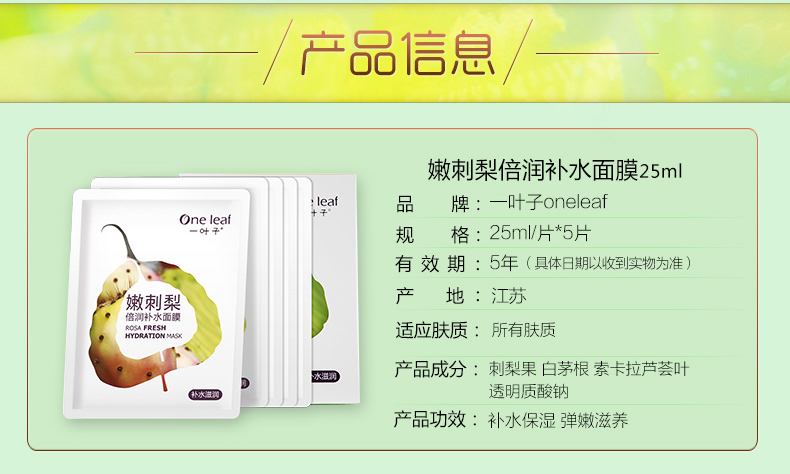 产品信息
嫩刺梨倍润补水面膜25ml
品 牌：一叶子oneleaf
规 格：25ml/片*5片
有效期：5年（具体日期以收到实物为准）
产 地：江苏
适应肤质：所有肤质
产品成分：刺梨果 白茅根 索卡拉芦荟叶
透明质酸钠
产品功效：补水保湿 弹嫩滋养
One leaf
一叶子
嫩刺梨
倍润补水面膜
ROSA FRESH
HYDRATION MASK
补水滋润
One leaf
一叶子
补水滋润